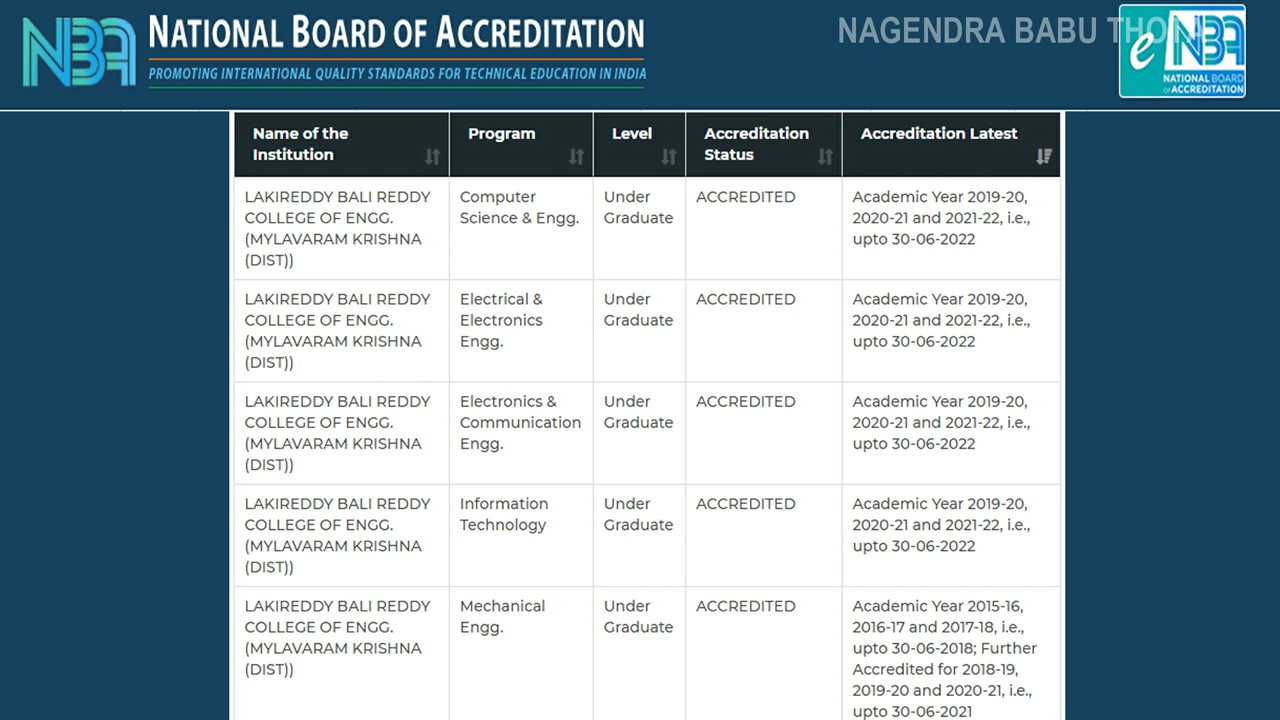 NBA
NATIONAL BOARD OF ACCREDITATION
PROMOTING INTERNATIONAL QUALITY STANDARDS FOR TECHNICAL EDUCATION IN INDIA
NAGENDRA BABU
e NBA
NATIONAL BOARD
of ACCREDITATION
Name of the
Institution
Program
Level
Accreditation
Status
Accreditation Latest
LAKIREDDY BALI REDDY
COLLEGE OF ENGG.
(MYLAVARAM KRISHNA
(DIST))
Computer
Science & Engg.
Under
Graduate
ACCREDITED
Academic Year 2019-20,
2020-21 and 2021-22, i.e.,
upto 30-06-2022
LAKIREDDY BALI REDDY
COLLEGE OF ENGG.
(MYLAVARAM KRISHNA
(DIST))
Electrical &
Electronics
Engg.
Under
Graduate
ACCREDITED
Academic Year 2019-20,
2020-21 and 2021-22, i.e.,
upto 30-06-2022
LAKIREDDY BALI REDDY
COLLEGE OF ENGG.
(MYLAVARAM KRISHNA
(DIST))
Electronics &
Communication
Engg.
Under
Graduate
ACCREDITED
Academic Year 2019-20,
2020-21 and 2021-22, i.e.,
upto 30-06-2022
LAKIREDDY BALI REDDY
COLLEGE OF ENGG.
(MYLAVARAM KRISHNA
(DIST))
Information
Technology
Under
Graduate
ACCREDITED
Academic Year 2019-20,
2020-21 and 2021-22, i.e.,
upto 30-06-2022
LAKIREDDY BALI REDDY
COLLEGE OF ENGG.
(MYLAVARAM KRISHNA
(DIST))
Mechanical
Engg.
Under
Graduate
ACCREDITED
Academic Year 2015-16,
2016-17 and 2017-18, i.e.,
upto 30-06-2018; Further
Accredited for 2018-19,
2019-20 and 2020-21, i.e.,
upto 30-06-2021